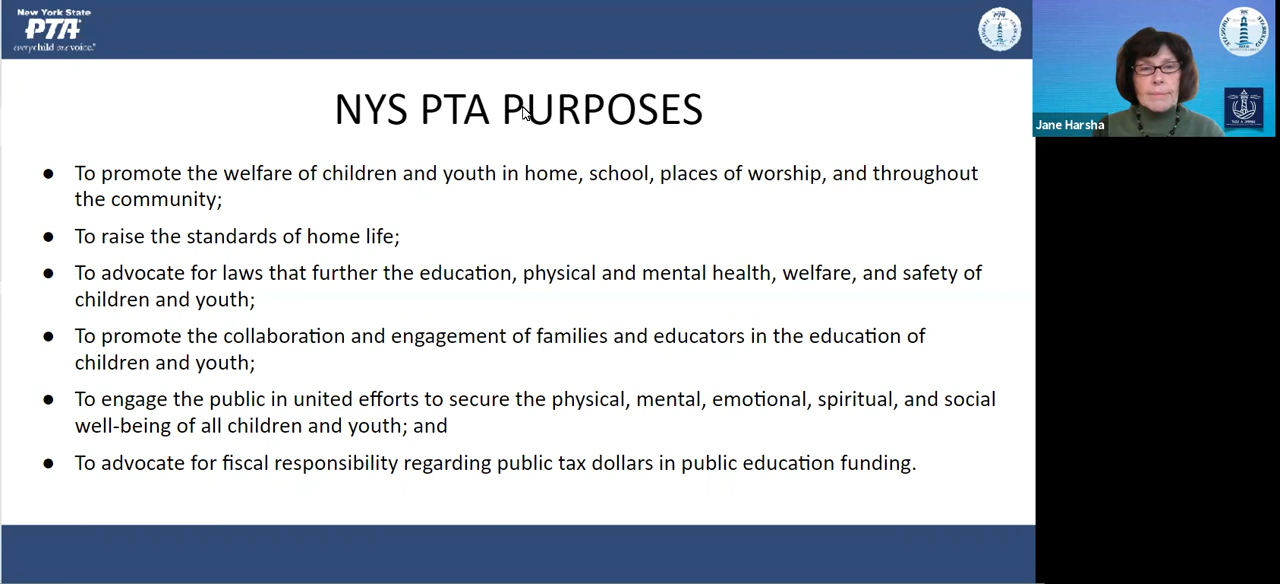 New York State
PTA
everychild onevoice.
NYS PTA PURPOSES
● To promote the welfare of children and youth in home, school, places of worship, and throughout
the community;
● To raise the standards of home life;
● To advocate for laws that further the education, physical and mental health, welfare, and safety of
children and youth;
● To promote the collaboration and engagement of families and educators in the education of
children and youth;
● To engage the public in united efforts to secure the physical, mental, emotional, spiritual, and social
well-being of all children and youth; and
● To advocate for fiscal responsibility regarding public tax dollars in public education funding.
Jane Harsha